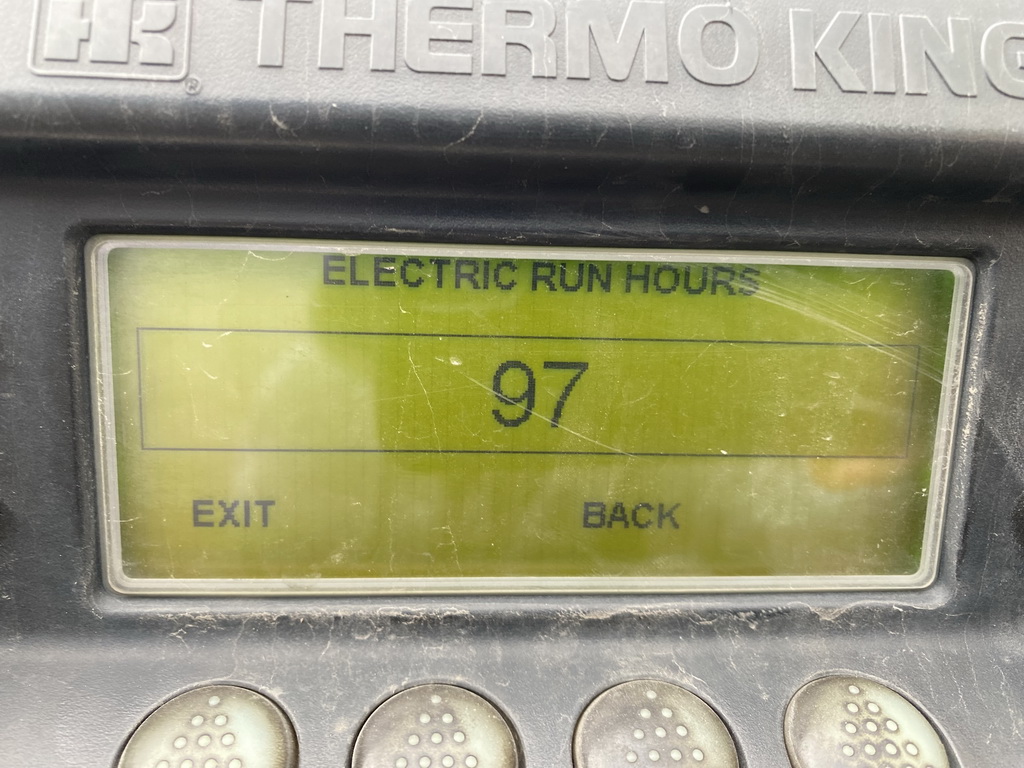 THERMO KING
ELECTRIC RUN HOURS
97
EXIT BACK